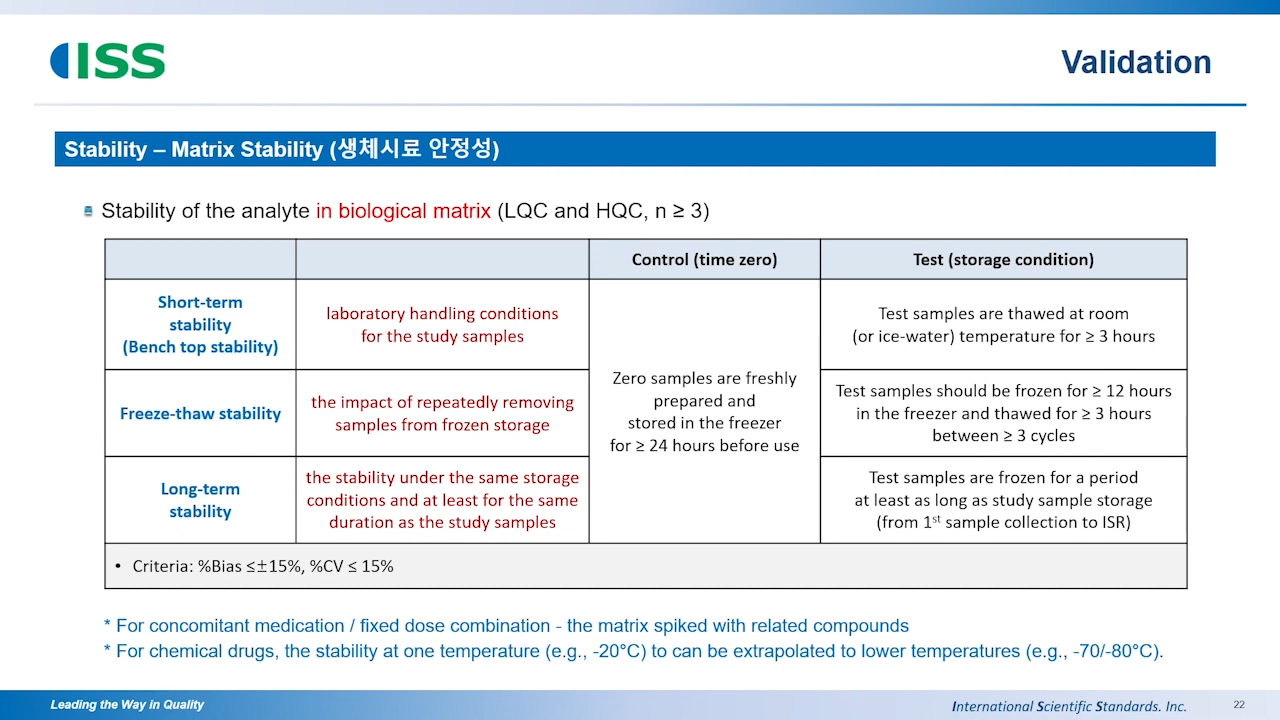 ISS
Validation
Stability – Matrix Stability (생체시료 안정성)
Stability of the analyte in biological matrix (LQC and HQC, n ≥ 3)
Control (time zero)
Test (storage condition)
Short-term
stability
(Bench top stability)
laboratory handling conditions
for the study samples
Zero samples are freshly
prepared and
stored in the freezer
for ≥ 24 hours before use
Test samples are thawed at room
(or ice-water) temperature for ≥ 3 hours
Freeze-thaw stability
the impact of repeatedly removing
samples from frozen storage
Test samples should be frozen for ≥ 12 hours
in the freezer and thawed for ≥ 3 hours
between ≥ 3 cycles
Long-term
stability
the stability under the same storage
conditions and at least for the same
duration as the study samples
Test samples are frozen for a period
at least as long as study sample storage
(from 1st sample collection to ISR)
• Criteria: %Bias ≤±15%, %CV ≤ 15%
* For concomitant medication / fixed dose combination - the matrix spiked with related compounds
* For chemical drugs, the stability at one temperature (e.g., -20°C) to can be extrapolated to lower temperatures (e.g., -70/-80°C).
Leading the Way in Quality
International Scientific Standards. Inc.
22